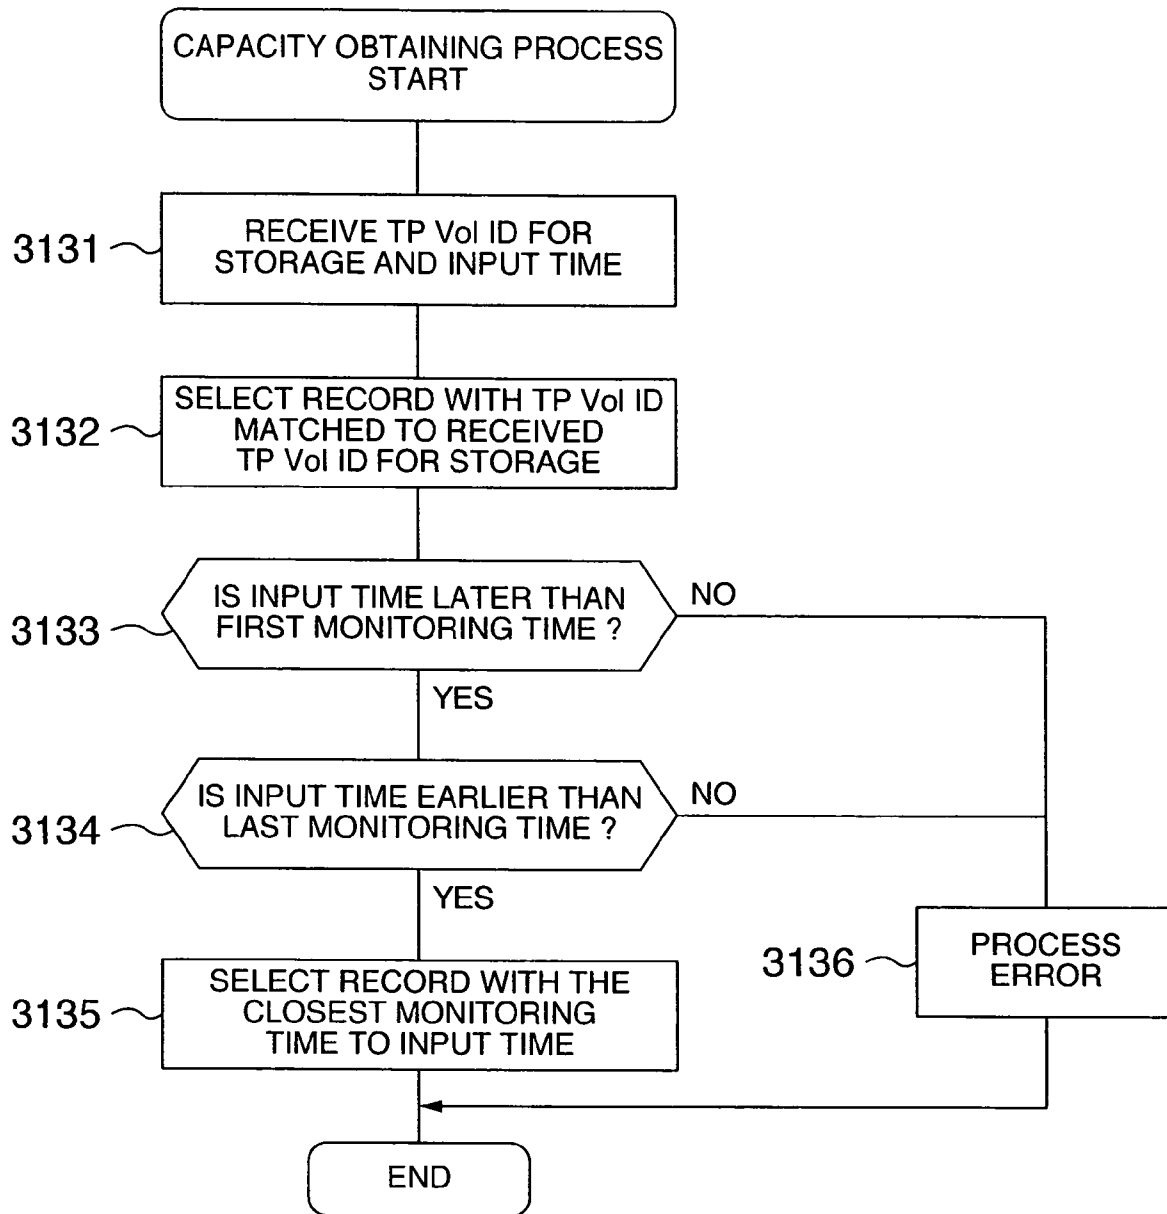 CAPACITY OBTAINING PROCESS
START
3131
RECEIVE TP Vol ID FOR
STORAGE AND INPUT TIME
3132
SELECT RECORD WITH TP Vol ID
MATCHED TO RECEIVED
TP Vol ID FOR STORAGE
3133
IS INPUT TIME LATER THAN
FIRST MONITORING TIME ?
NO
YES
3134
IS INPUT TIME EARLIER THAN
LAST MONITORING TIME ?
NO
YES
3136
PROCESS
ERROR
3135
SELECT RECORD WITH THE
CLOSEST MONITORING
TIME TO INPUT TIME
END